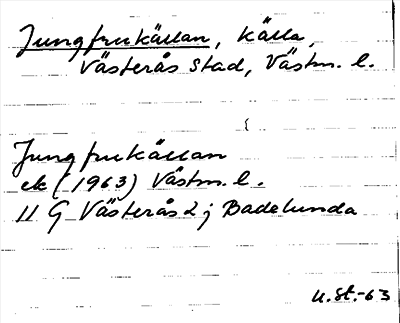 Jungfrukällan, källa,
Västerås stad, Västm. l.
Jungfrukällan
ek (1963) Västm. l.
11 G Västerås 2 j Badelunda
U.St.-63